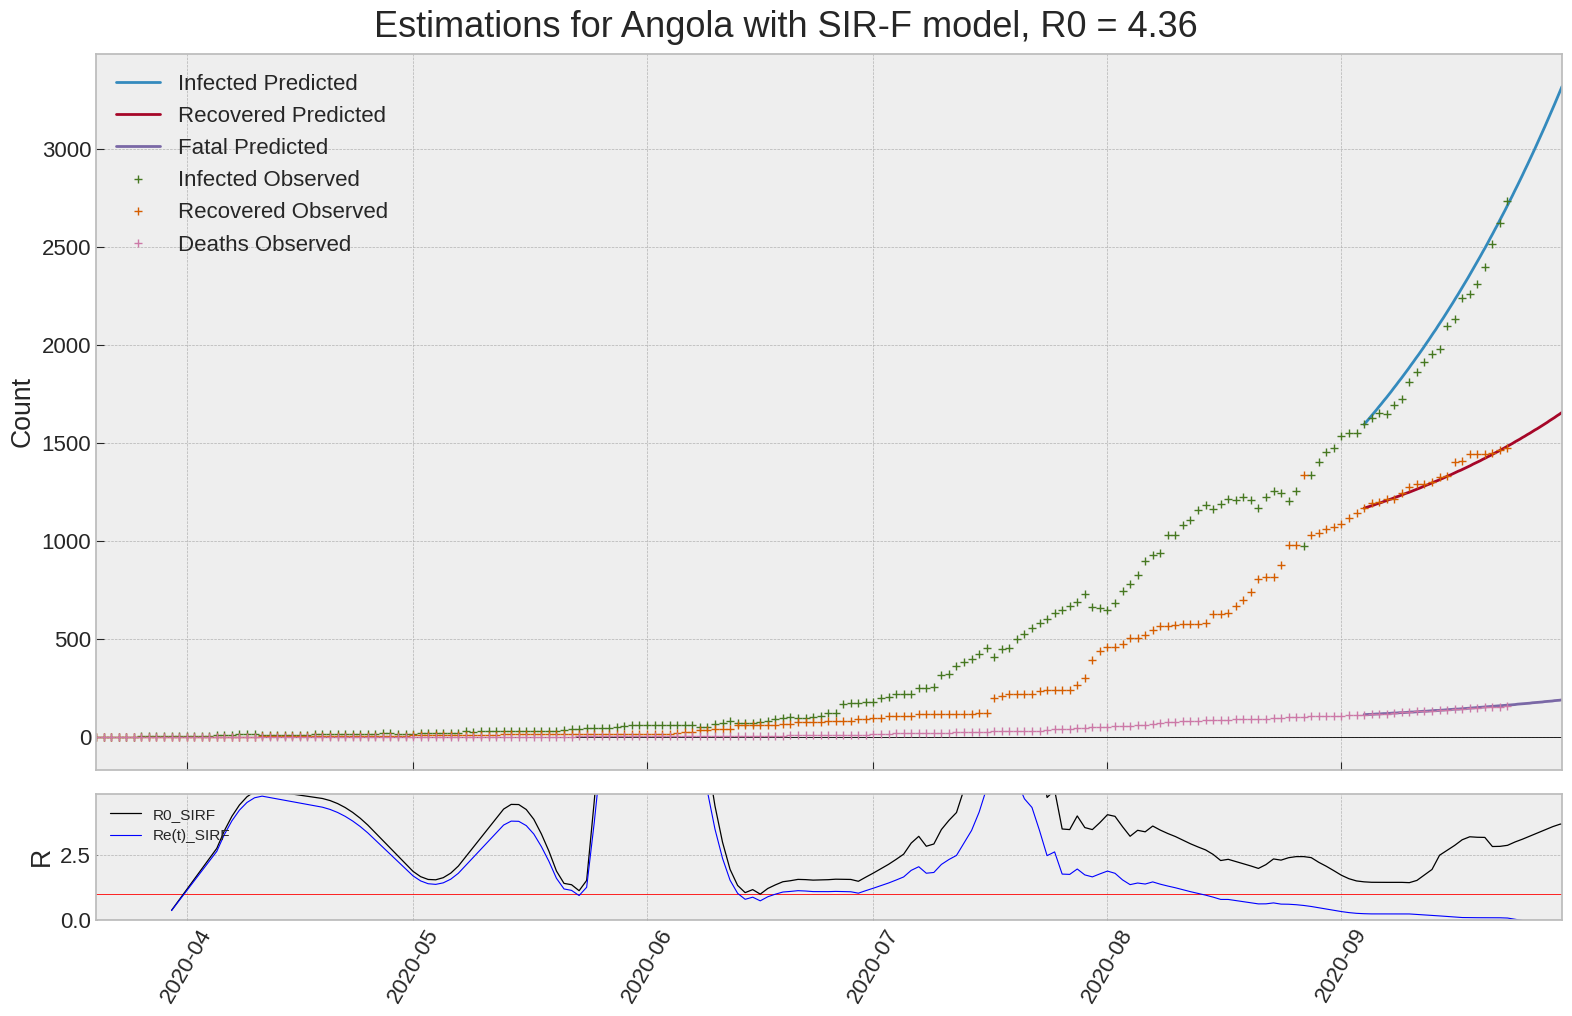 Estimations for Angola with SIR-F model, R0 = 4.36
Infected Predicted
Recovered Predicted
Fatal Predicted
Infected Observed
Recovered Observed
Deaths Observed
Count
3000
2500
2000
1500
1000
500
0
R0_SIRF
Re(t)_SIRF
R
2.5
0.0
2020-04
2020-05
2020-06
2020-07
2020-08
2020-09